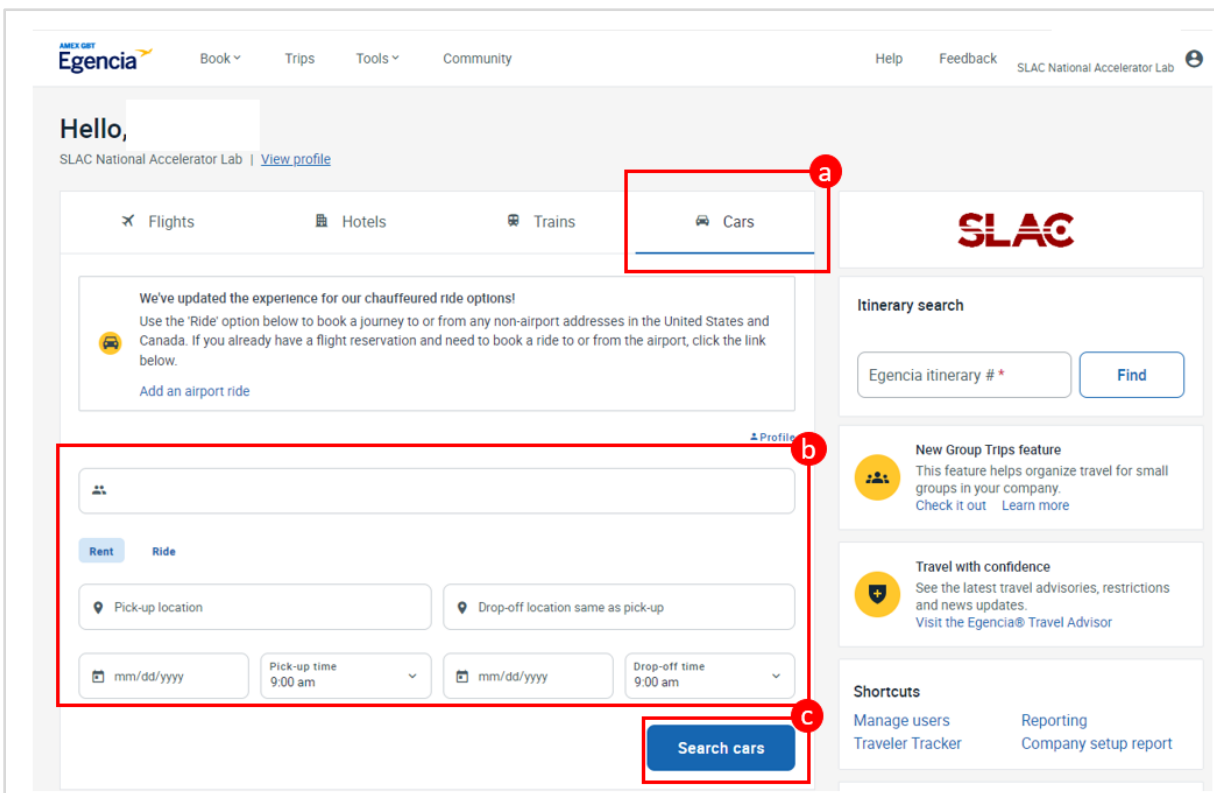 AMEX GBT
Egencia
Book
Trips
Tools
Community
Help
Feedback
SLAC National Accelerator Lab
Hello,
SLAC National Accelerator Lab | View profile
a
Flights
Hotels
Trains
Cars
SLAC
We've updated the experience for our chauffeured ride options!
Use the 'Ride' option below to book a journey to or from any non-airport addresses in the United States and
Canada. If you already have a flight reservation and need to book a ride to or from the airport, click the link
below.
Add an airport ride
Itinerary search
Egencia itinerary # *
Find
Profile
b
Rent
Ride
Pick-up location
Drop-off location same as pick-up
mm/dd/yyyy
Pick-up time
9:00 am
mm/dd/yyyy
Drop-off time
9:00 am
c
Search cars
New Group Trips feature
This feature helps organize travel for small
groups in your company.
Check it out Learn more
Travel with confidence
See the latest travel advisories, restrictions
and news updates.
Visit the Egencia® Travel Advisor
Shortcuts
Manage users
Reporting
Traveler Tracker
Company setup report